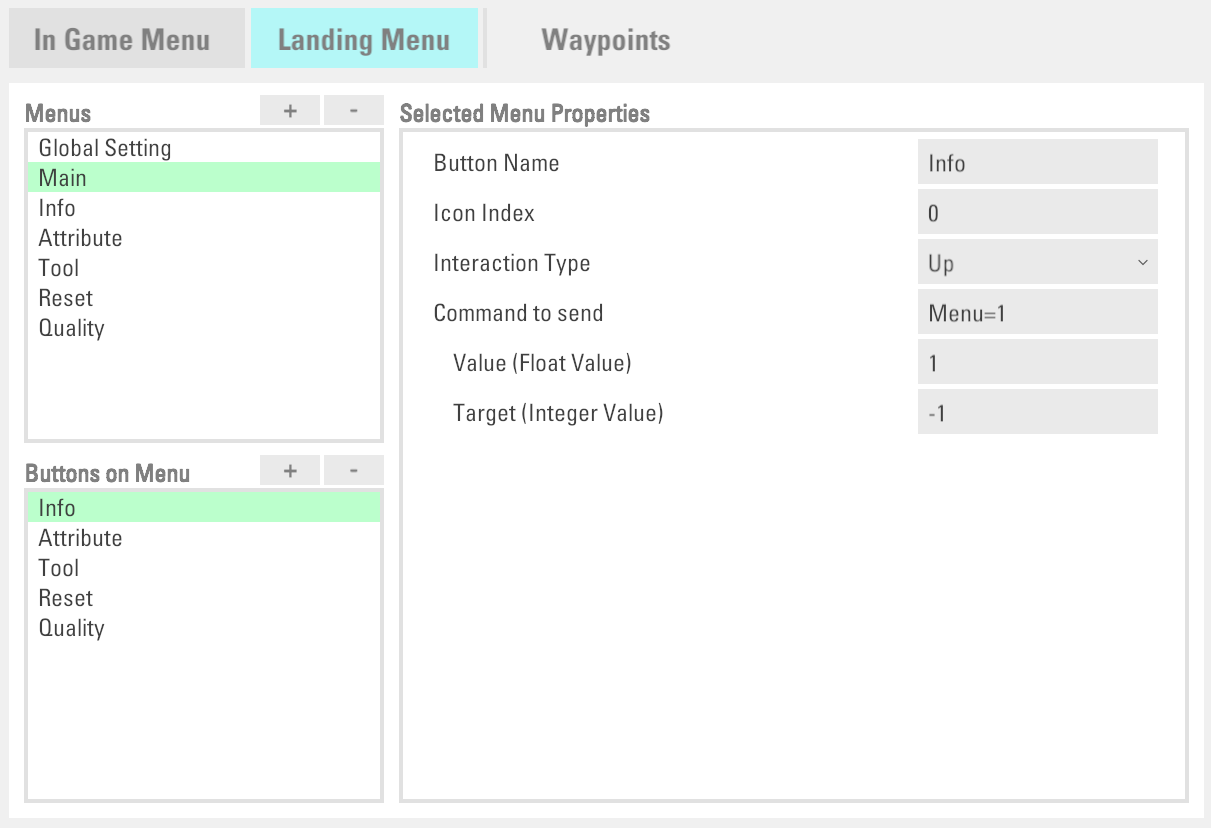 In Game Menu
Landing Menu
Waypoints
Menus
+
-
Global Setting
Main
Info
Attribute
Tool
Reset
Quality
Buttons on Menu
+
-
Info
Attribute
Tool
Reset
Quality
Selected Menu Properties
Button Name
Info
Icon Index
0
Interaction Type
Up
Command to send
Menu=1
Value (Float Value)
1
Target (Integer Value)
-1